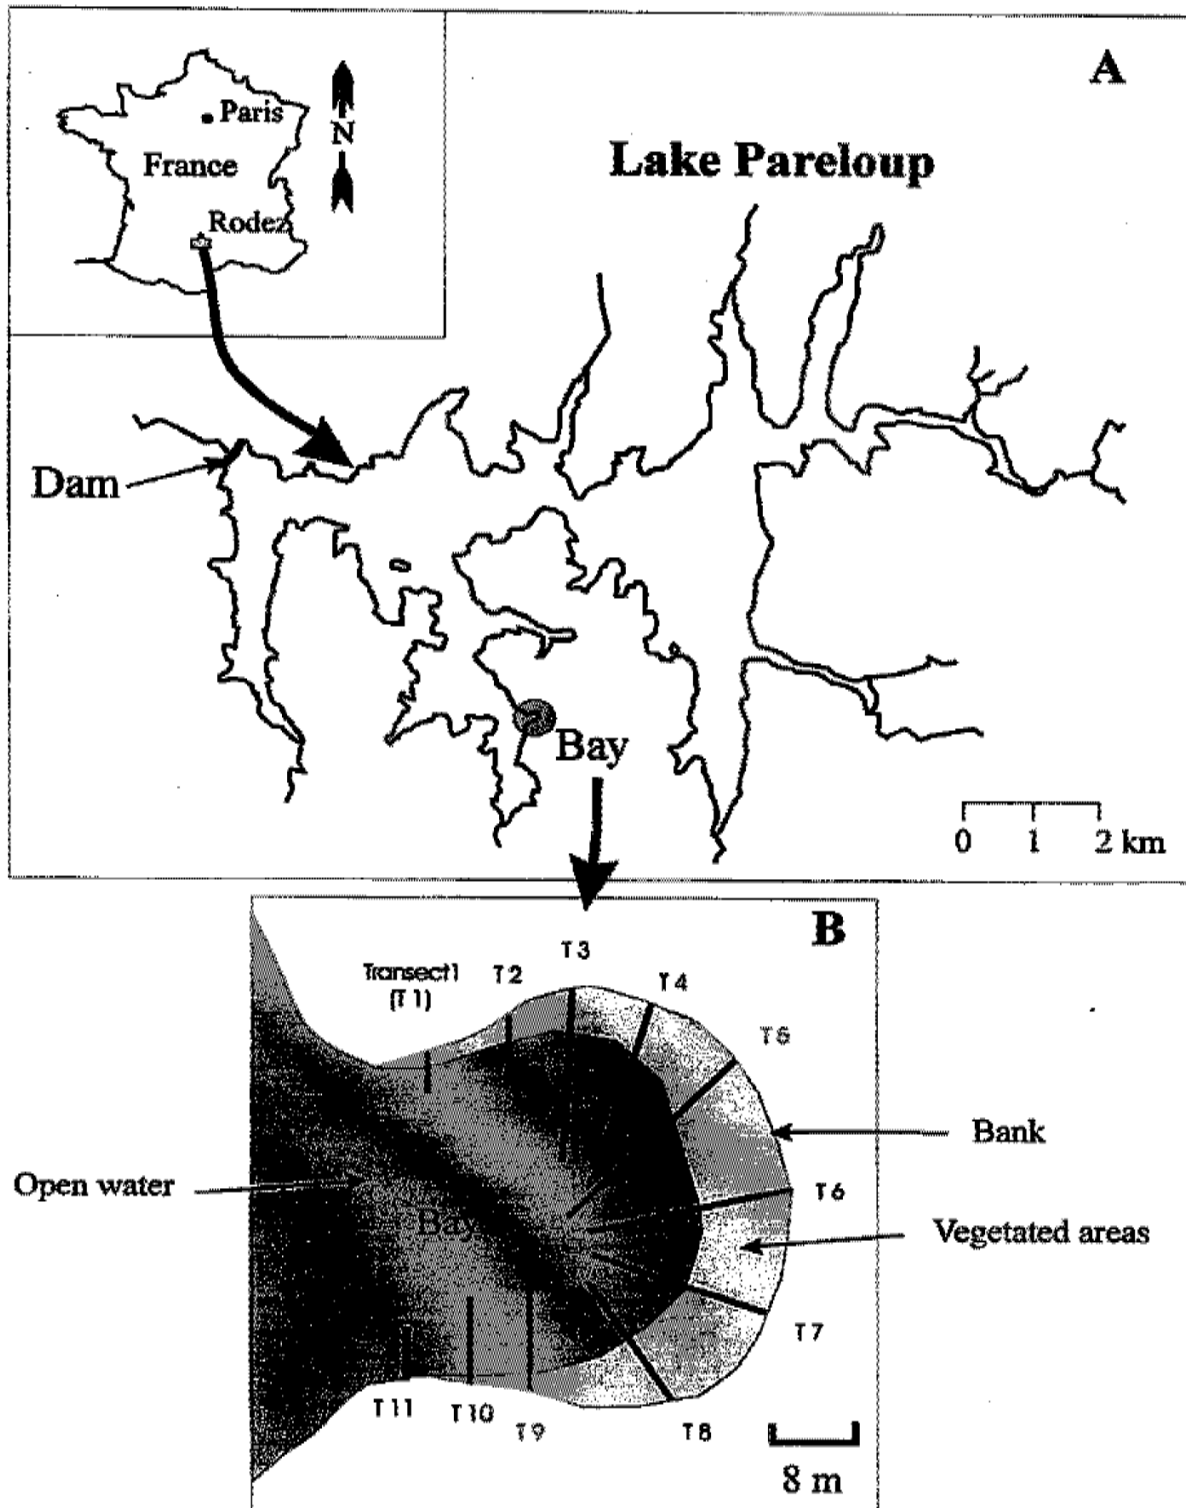 A
Paris
N
France
Lake Pareloup
Rodez
Dam
Bay
0 1 2 km
B
T3
Transect1
(T1)
T2
T4
T5
Bank
Open water
T6
Bay
Vegetated areas
T7
T11
T10
T9
T8
8 m